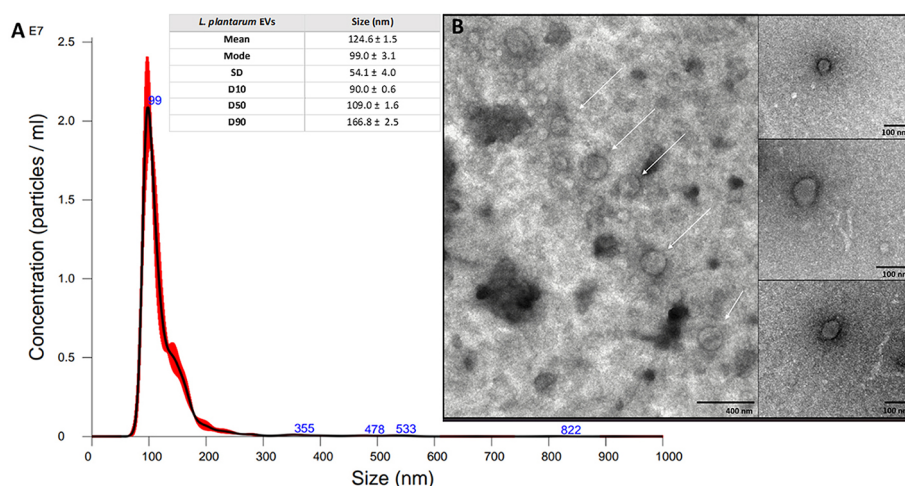 A E7
L. plantarum EVs Size (nm)
Mean 124.6 ± 1.5
Mode 99.0 ± 3.1
SD 54.1 ± 4.0
D10 90.0 ± 0.6
D50 109.0 ± 1.6
D90 166.8 ± 2.5
Concentration (particles / ml)
2.5
2.0
1.5
1.0
0.5
0
99
355 478 533 822
0 100 200 300 400 500 600 700 800 900 1000
Size (nm)
B
400 nm
100 nm
100 nm
100 nm